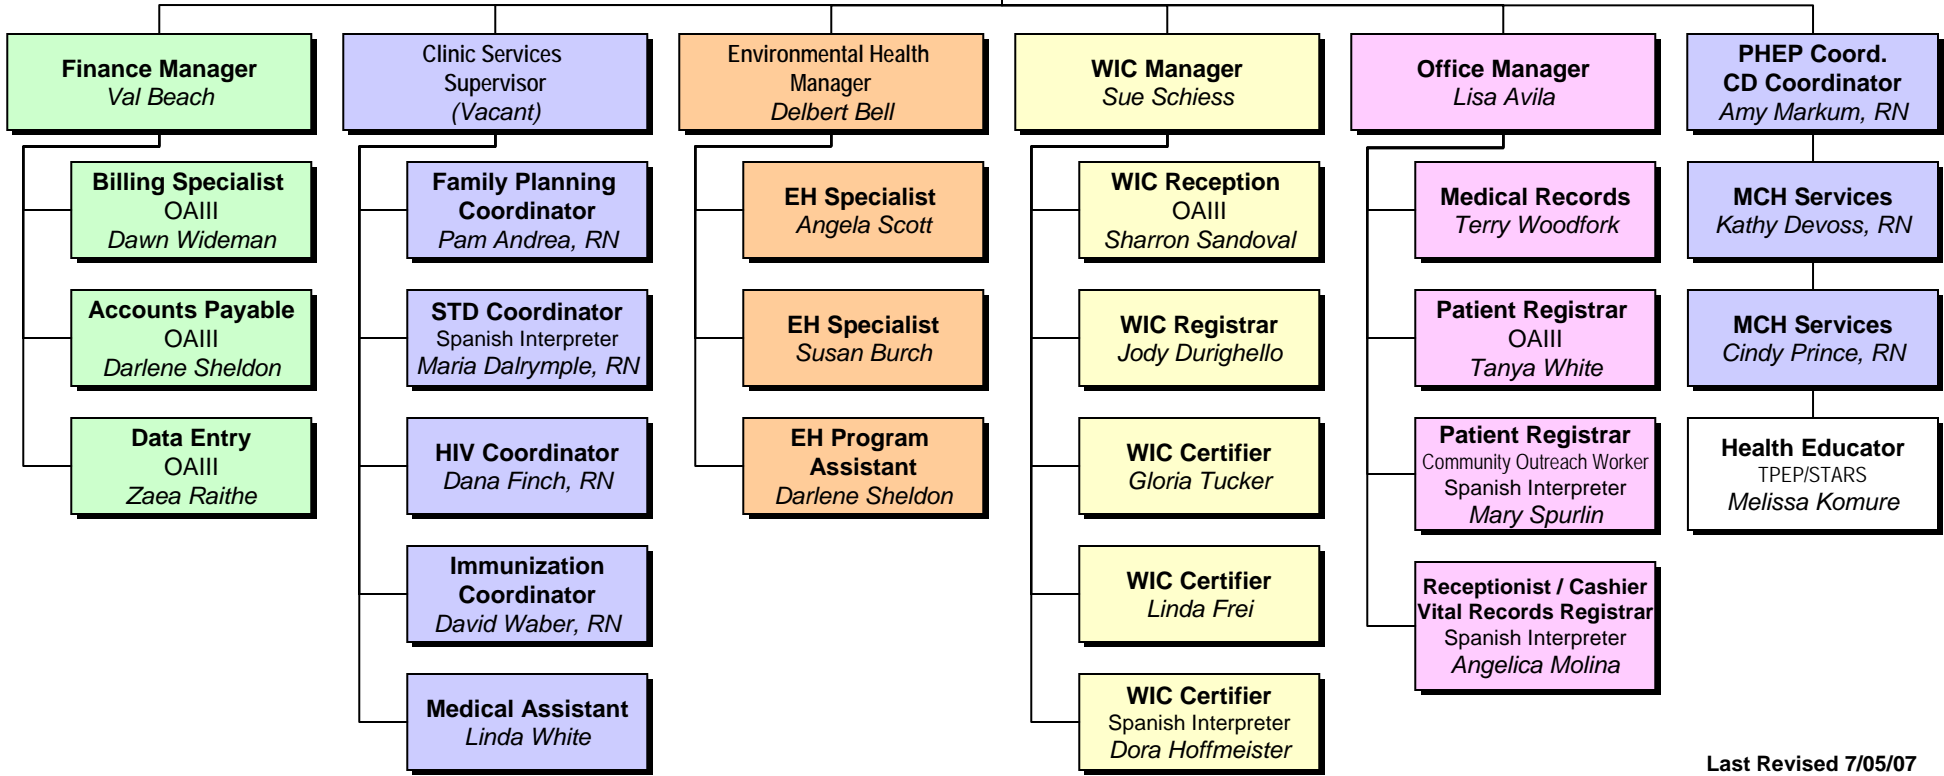 Finance Manager
Val Beach
Billing Specialist
OAIII
Dawn Wideman
Accounts Payable
OAIII
Darlene Sheldon
Data Entry
OAIII
Zaea Raithe
Clinic Services
Supervisor
(Vacant)
Family Planning
Coordinator
Pam Andrea, RN
STD Coordinator
Spanish Interpreter
Maria Dalrymple, RN
HIV Coordinator
Dana Finch, RN
Immunization
Coordinator
David Waber, RN
Medical Assistant
Linda White
Environmental Health
Manager
Delbert Bell
EH Specialist
Angela Scott
EH Specialist
Susan Burch
EH Program
Assistant
Darlene Sheldon
WIC Manager
Sue Schiess
WIC Reception
OAIII
Sharron Sandoval
WIC Registrar
Jody Durighello
WIC Certifier
Gloria Tucker
WIC Certifier
Linda Frei
WIC Certifier
Spanish Interpreter
Dora Hoffmeister
Office Manager
Lisa Avila
Medical Records
Terry Woodfork
Patient Registrar
OAIII
Tanya White
Patient Registrar
Community Outreach Worker
Spanish Interpreter
Mary Spurlin
Receptionist / Cashier
Vital Records Registrar
Spanish Interpreter
Angelica Molina
PHEP Coord.
CD Coordinator
Amy Markum, RN
MCH Services
Kathy Devoss, RN
MCH Services
Cindy Prince, RN
Health Educator
TPEP/STARS
Melissa Komure
Last Revised 7/05/07